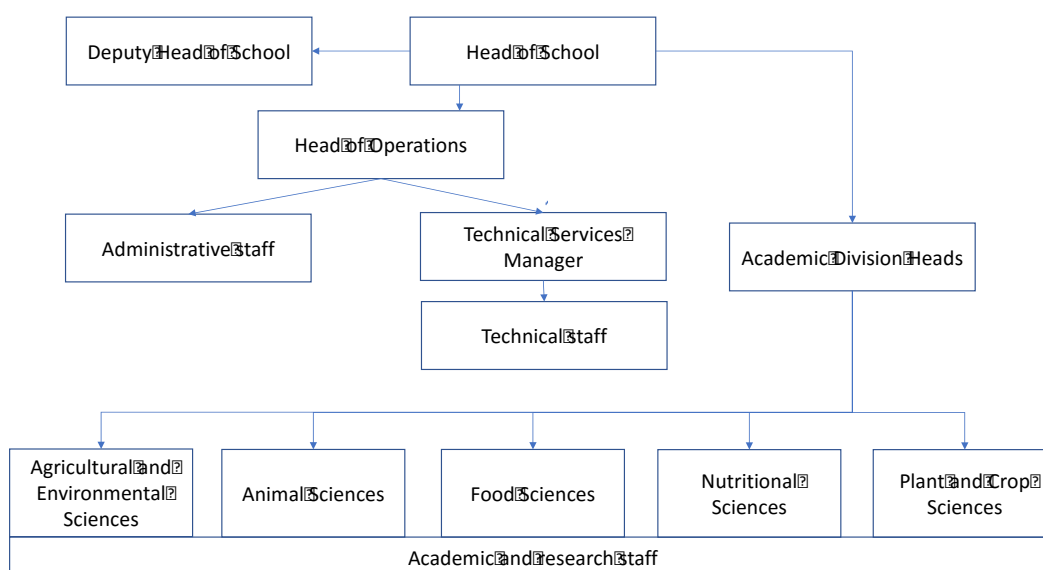 Deputy Head of School
Head of School
Head of Operations
Administrative staff
Technical Services
Manager
Academic Division Heads
Technical staff
Agricultural and
Environmental
Sciences
Animal Sciences
Food Sciences
Nutritional
Sciences
Plant and Crop
Sciences
Academic and research staff